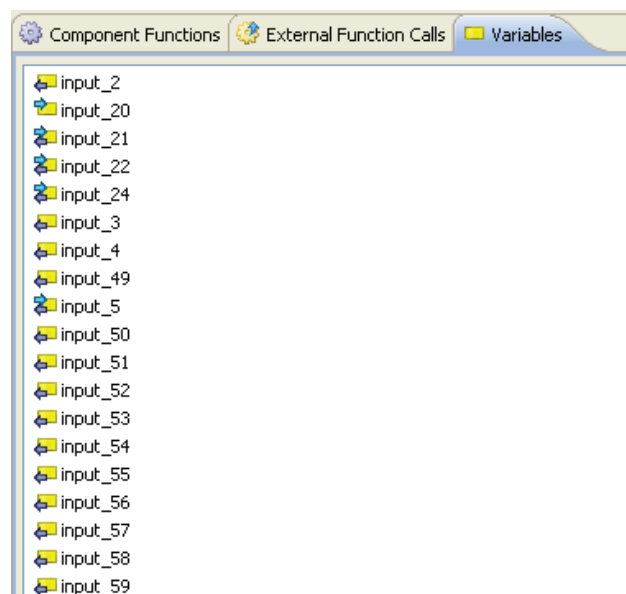 Component Functions External Function Calls Variables
input_2
input_20
input_21
input_22
input_24
input_3
input_4
input_49
input_5
input_50
input_51
input_52
input_53
input_54
input_55
input_56
input_57
input_58
input_59